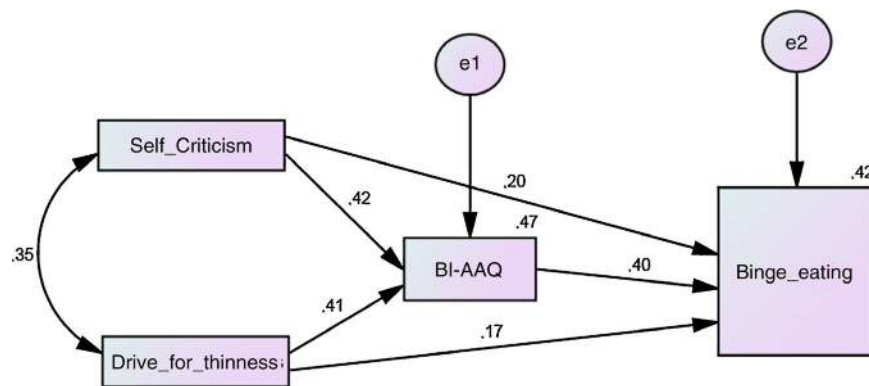 e1
e2
Self_Criticism
.42
.20
.42
.47
.35
BI-AAQ
.40
Binge_eating
.41
.17
Drive_for_thinness